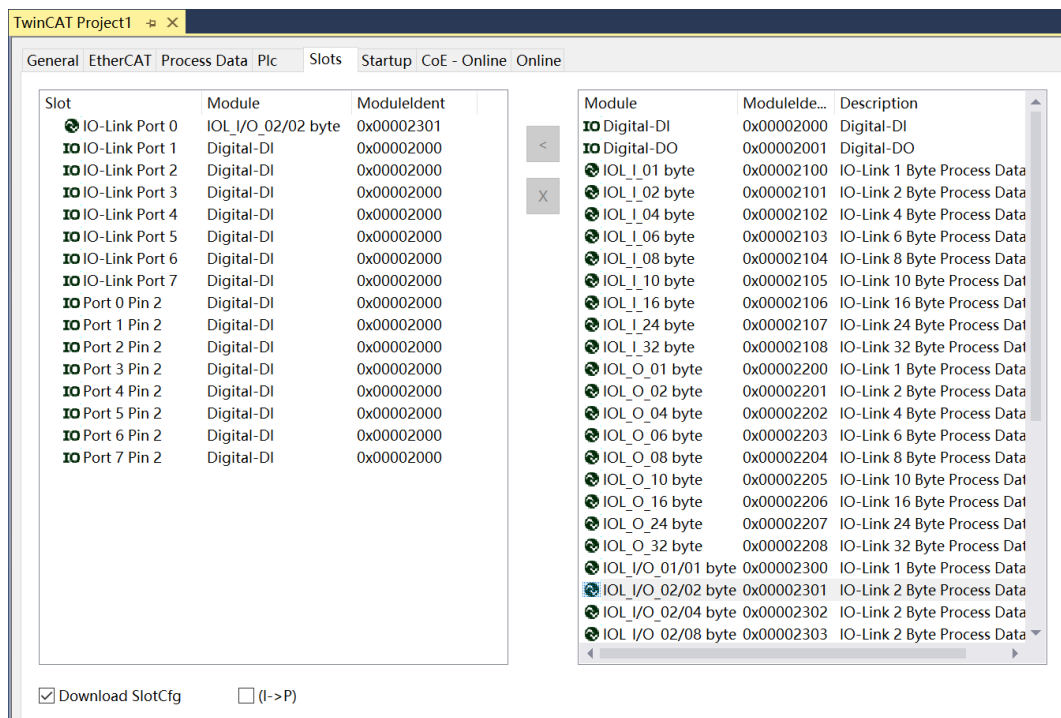 TwinCAT Project1
General EtherCAT Process Data Plc Slots Startup CoE - Online Online
Slot Module ModuleIdent
IO-Link Port 0 IOL_I/O_02/02 byte 0x00002301
IO IO-Link Port 1 Digital-DI 0x00002000
IO IO-Link Port 2 Digital-DI 0x00002000
IO IO-Link Port 3 Digital-DI 0x00002000
IO IO-Link Port 4 Digital-DI 0x00002000
IO IO-Link Port 5 Digital-DI 0x00002000
IO IO-Link Port 6 Digital-DI 0x00002000
IO IO-Link Port 7 Digital-DI 0x00002000
IO Port 0 Pin 2 Digital-DI 0x00002000
IO Port 1 Pin 2 Digital-DI 0x00002000
IO Port 2 Pin 2 Digital-DI 0x00002000
IO Port 3 Pin 2 Digital-DI 0x00002000
IO Port 4 Pin 2 Digital-DI 0x00002000
IO Port 5 Pin 2 Digital-DI 0x00002000
IO Port 6 Pin 2 Digital-DI 0x00002000
IO Port 7 Pin 2 Digital-DI 0x00002000
<
X
Module ModuleIde... Description
IO Digital-DI 0x00002000 Digital-DI
IO Digital-DO 0x00002001 Digital-DO
IOL_I_01 byte 0x00002100 IO-Link 1 Byte Process Data
IOL_I_02 byte 0x00002101 IO-Link 2 Byte Process Data
IOL_I_04 byte 0x00002102 IO-Link 4 Byte Process Data
IOL_I_06 byte 0x00002103 IO-Link 6 Byte Process Data
IOL_I_08 byte 0x00002104 IO-Link 8 Byte Process Data
IOL_I_10 byte 0x00002105 IO-Link 10 Byte Process Dat
IOL_I_16 byte 0x00002106 IO-Link 16 Byte Process Dat
IOL_I_24 byte 0x00002107 IO-Link 24 Byte Process Dat
IOL_I_32 byte 0x00002108 IO-Link 32 Byte Process Dat
IOL_O_01 byte 0x00002200 IO-Link 1 Byte Process Data
IOL_O_02 byte 0x00002201 IO-Link 2 Byte Process Data
IOL_O_04 byte 0x00002202 IO-Link 4 Byte Process Data
IOL_O_06 byte 0x00002203 IO-Link 6 Byte Process Data
IOL_O_08 byte 0x00002204 IO-Link 8 Byte Process Data
IOL_O_10 byte 0x00002205 IO-Link 10 Byte Process Dat
IOL_O_16 byte 0x00002206 IO-Link 16 Byte Process Dat
IOL_O_24 byte 0x00002207 IO-Link 24 Byte Process Dat
IOL_O_32 byte 0x00002208 IO-Link 32 Byte Process Dat
IOL_I/O_01/01 byte 0x00002300 IO-Link 1 Byte Process Data
IOL_I/O_02/02 byte 0x00002301 IO-Link 2 Byte Process Data
IOL_I/O_02/04 byte 0x00002302 IO-Link 2 Byte Process Data
IOL_I/O_02/08 byte 0x00002303 IO-Link 2 Byte Process Data
Download SlotCfg (I->P)